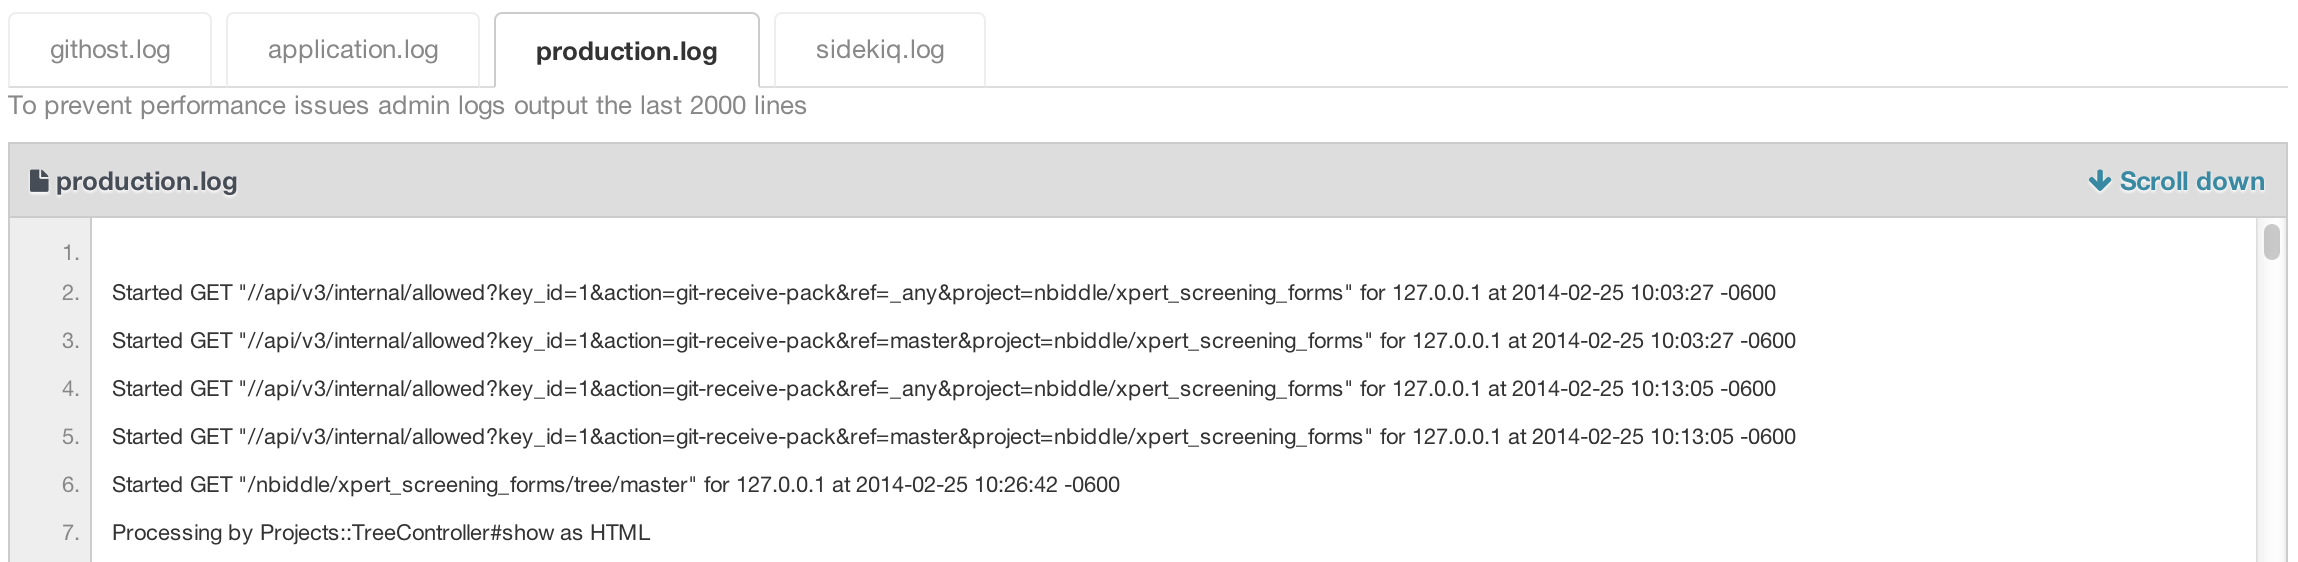 githost.log application.log production.log sidekiq.log
To prevent performance issues admin logs output the last 2000 lines
production.log Scroll down
1.
2. Started GET "//api/v3/internal/allowed?key_id=1&action=git-receive-pack&ref=_any&project=nbiddle/xpert_screening_forms" for 127.0.0.1 at 2014-02-25 10:03:27 -0600
3. Started GET "//api/v3/internal/allowed?key_id=1&action=git-receive-pack&ref=master&project=nbiddle/xpert_screening_forms" for 127.0.0.1 at 2014-02-25 10:03:27 -0600
4. Started GET "//api/v3/internal/allowed?key_id=1&action=git-receive-pack&ref=_any&project=nbiddle/xpert_screening_forms" for 127.0.0.1 at 2014-02-25 10:13:05 -0600
5. Started GET "//api/v3/internal/allowed?key_id=1&action=git-receive-pack&ref=master&project=nbiddle/xpert_screening_forms" for 127.0.0.1 at 2014-02-25 10:13:05 -0600
6. Started GET "/nbiddle/xpert_screening_forms/tree/master" for 127.0.0.1 at 2014-02-25 10:26:42 -0600
7. Processing by Projects::TreeController#show as HTML